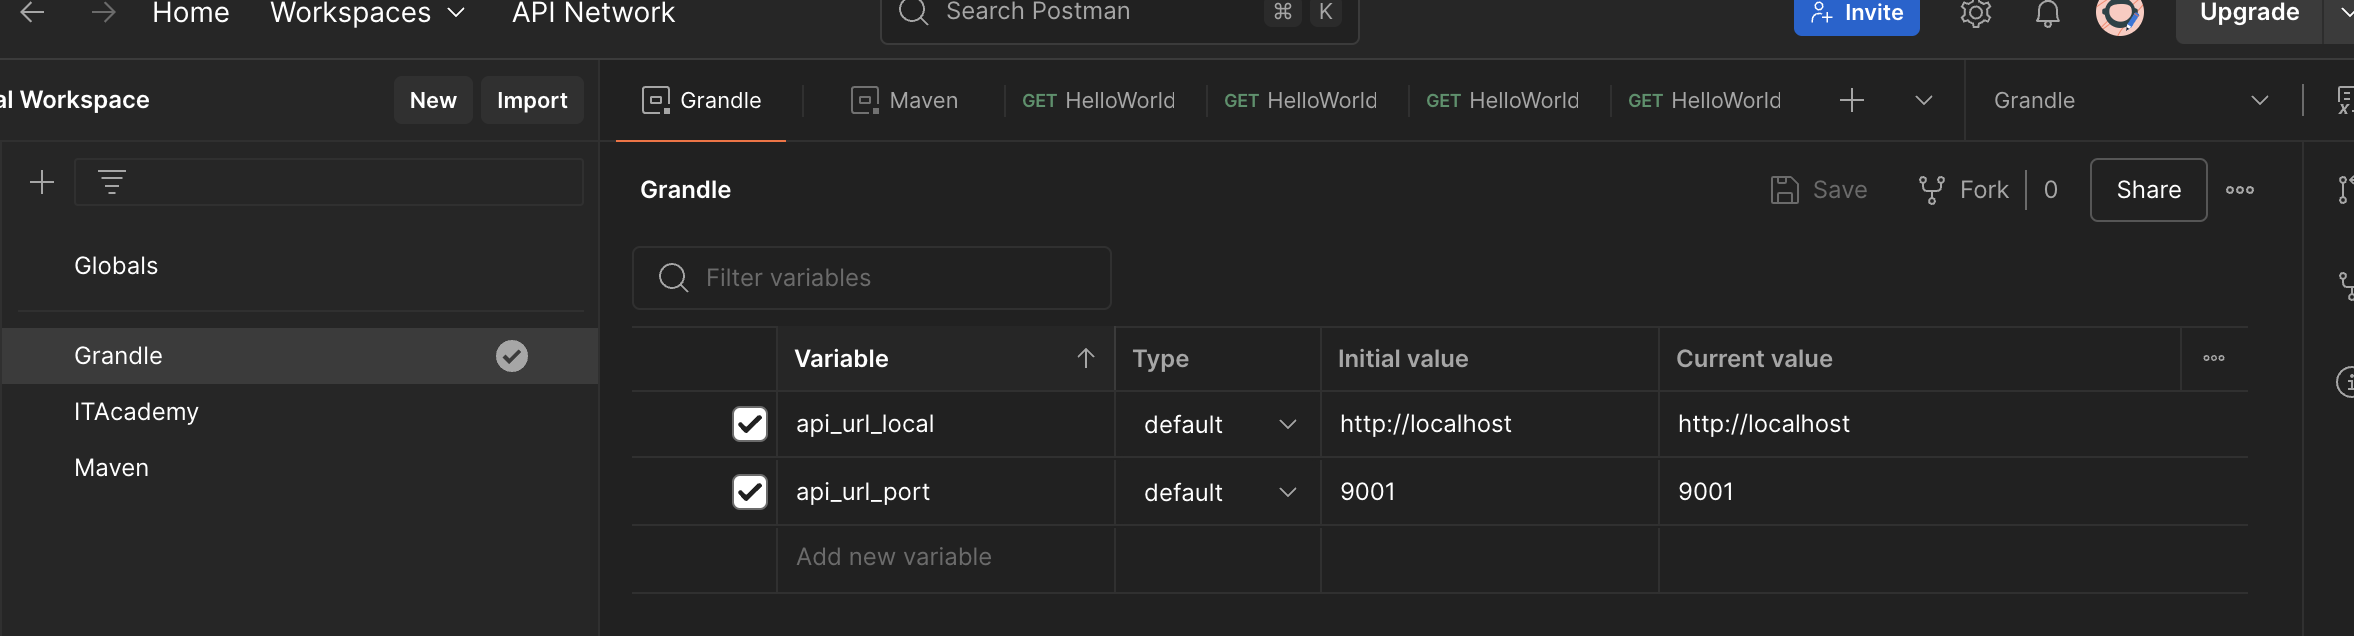 Home Workspaces API Network Search Postman ⌘ K Invite Upgrade
al Workspace New Import Grandle Maven GET HelloWorld GET HelloWorld GET HelloWorld GET HelloWorld Grandle
Grandle Save Fork 0 Share
Globals Filter variables
Grandle Variable Type Initial value Current value
ITAcademy api_url_local default http://localhost http://localhost
Maven api_url_port default 9001 9001
Add new variable